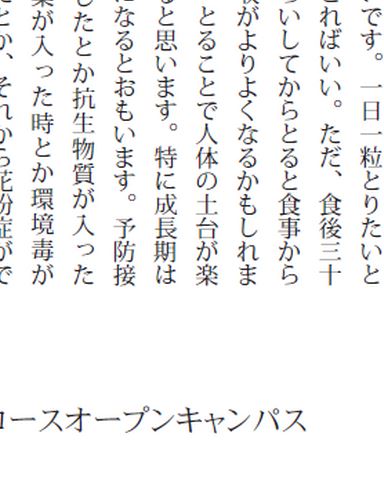 いです。一日一粒とりたいと
ればいい。ただ、食後三十
いしてからとると食事から
がよりよくなるかもしれま
とることで人体の土台が楽
ると思います。特に成長期は
になるとおもいます。予防接
したとか抗生物質が入った
が入った時とか環境毒が
とか、それから花粉症がで
コースオープンキャンパス